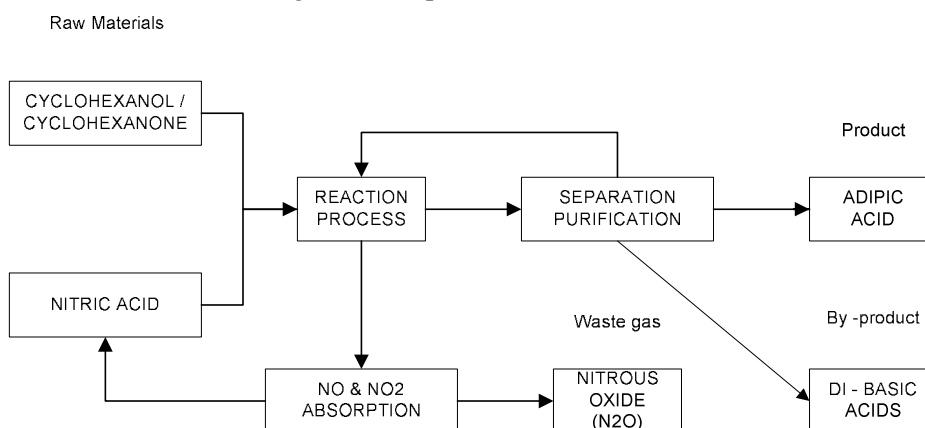 Raw Materials
CYCLOHEXANOL /
CYCLOHEXANONE
Product
REACTION
PROCESS
SEPARATION
PURIFICATION
ADIPIC
ACID
NITRIC ACID
Waste gas
By -product
NO & NO2
ABSORPTION
NITROUS
OXIDE
(N2O)
DI - BASIC
ACIDS